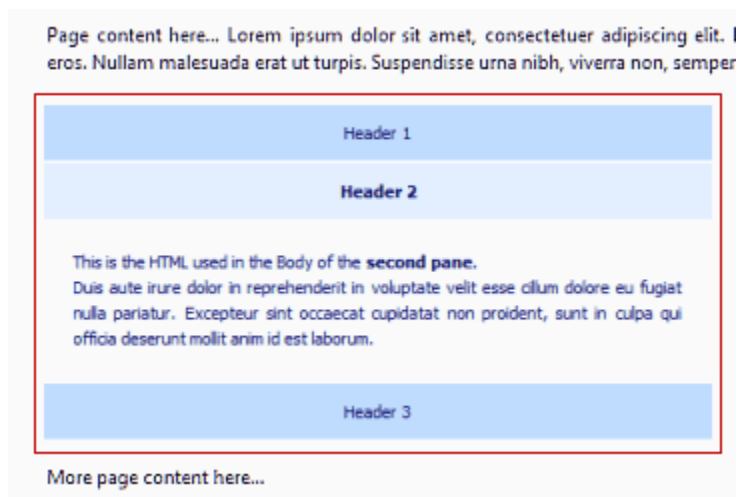 Page content here... Lorem ipsum dolor sit amet, consectetuer adipiscing elit.
eros. Nullam malesuada erat ut turpis. Suspendisse urna nibh, viverra non, semper
Header 1
Header 2
This is the HTML used in the Body of the second pane.
Duis aute irure dolor in reprehenderit in voluptate velit esse cillum dolore eu fugiat
nulla pariatur. Excepteur sint occaecat cupidatat non proident, sunt in culpa qui
officia deserunt mollit anim id est laborum.
Header 3
More page content here...